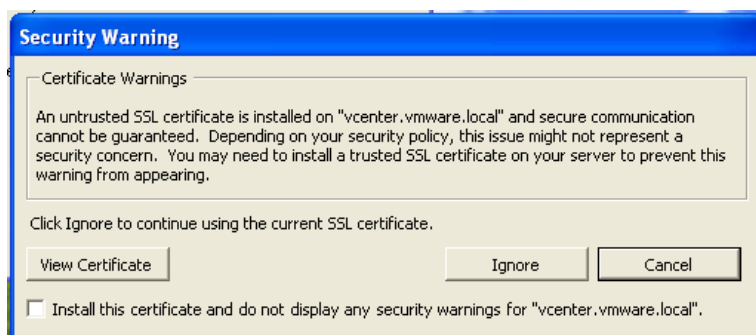 Security Warning
Certificate Warnings
An untrusted SSL certificate is installed on "vcenter.vmware.local" and secure communication
cannot be guaranteed. Depending on your security policy, this issue might not represent a
security concern. You may need to install a trusted SSL certificate on your server to prevent this
warning from appearing.
Click Ignore to continue using the current SSL certificate.
View Certificate
Ignore
Cancel
Install this certificate and do not display any security warnings for "vcenter.vmware.local".